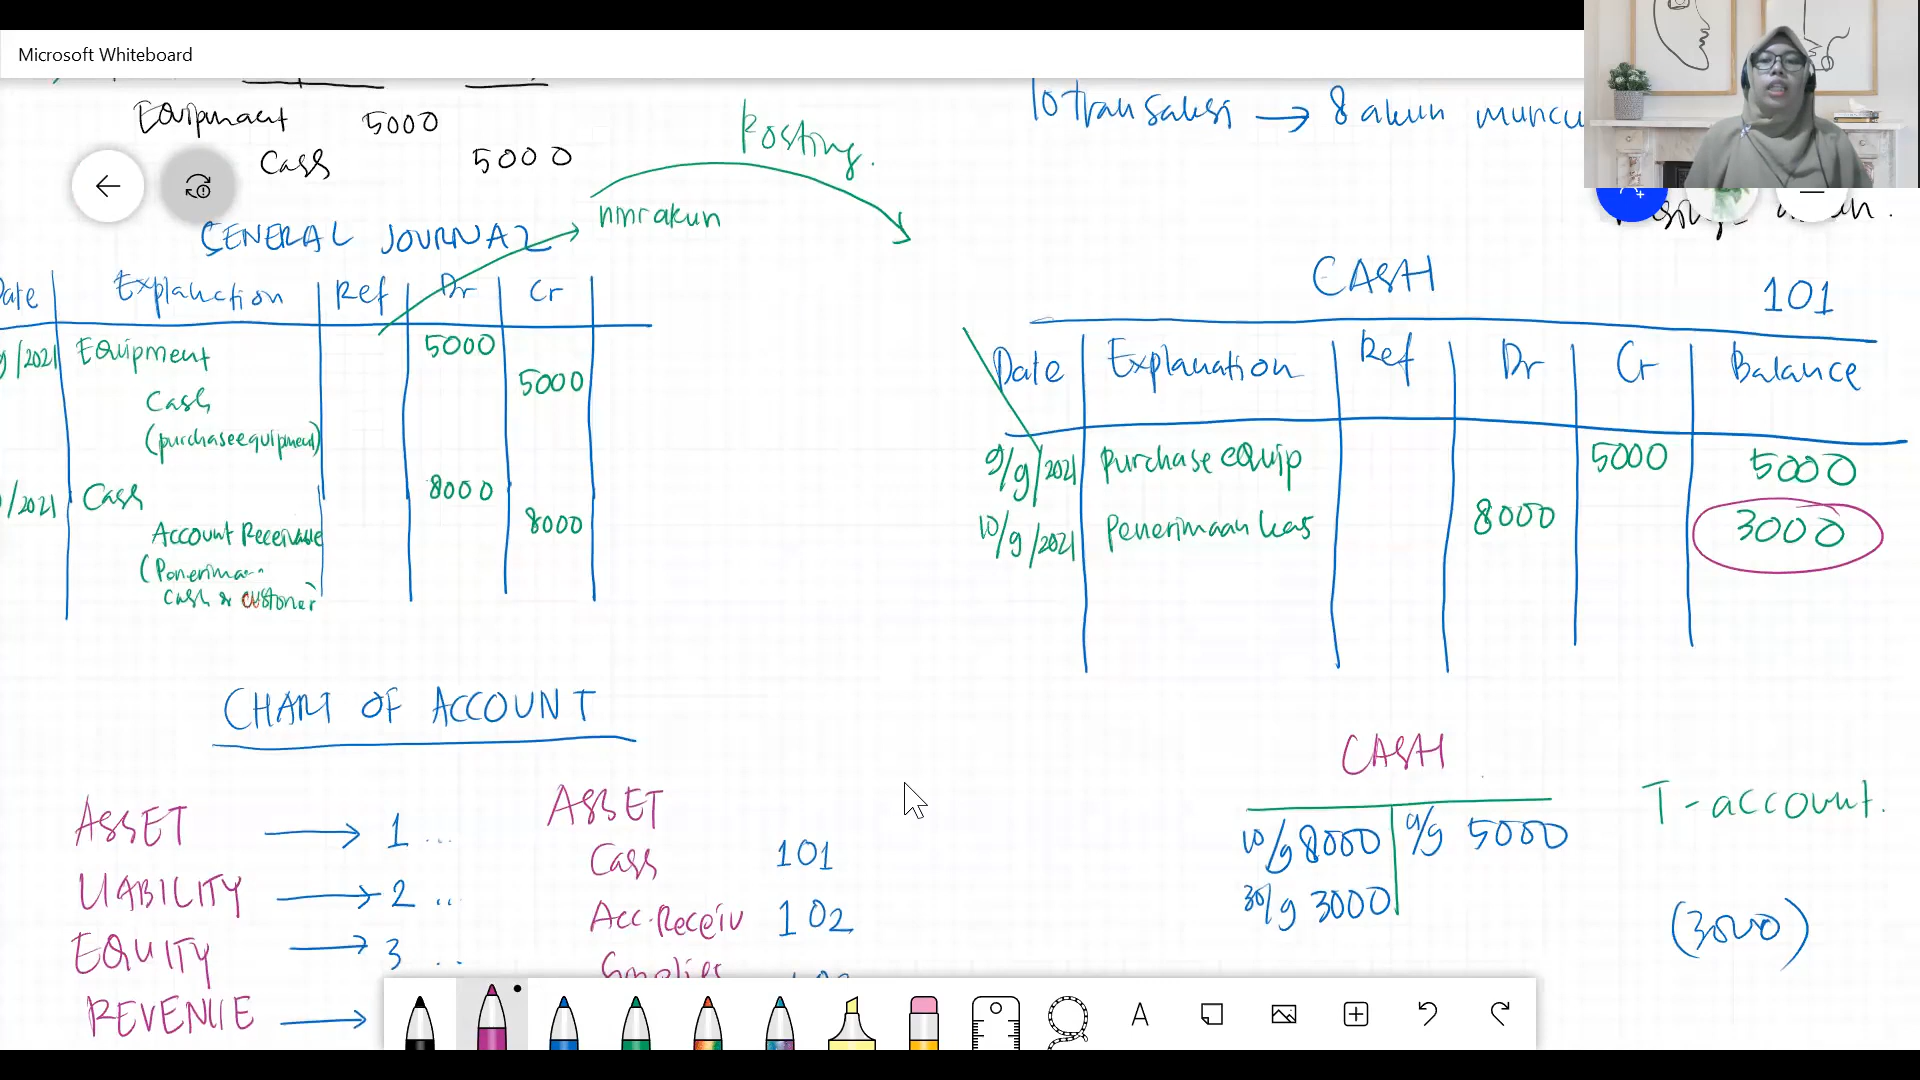 Microsoft Whiteboard
Equipment 5000
Cash 5000
Posting.
nmr akun
10 transaksi → 8 akun
GENERAL JOURNAL
Date Explanation Ref Dr Cr
9/2021 Equipment 5000
Cash 5000
(purchase equipment)
/2021 Cash 8000
Account Receivable 8000
(Penerimaan
cash customer)
CASH 101
Date Explanation Ref Dr Cr Balance
9/9/2021 purchase equip 5000 5000
10/9/2021 Penerimaan kas 8000 3000
CHART OF ACCOUNT
ASSET → 1 ...
LIABILITY → 2 ..
EQUITY → 3 ..
REVENUE →
ASSET
Cash 101
Acc. Receiv 102
CASH
10/9 8000 9/9 5000
30/9 3000
T-account.
(3000)
A